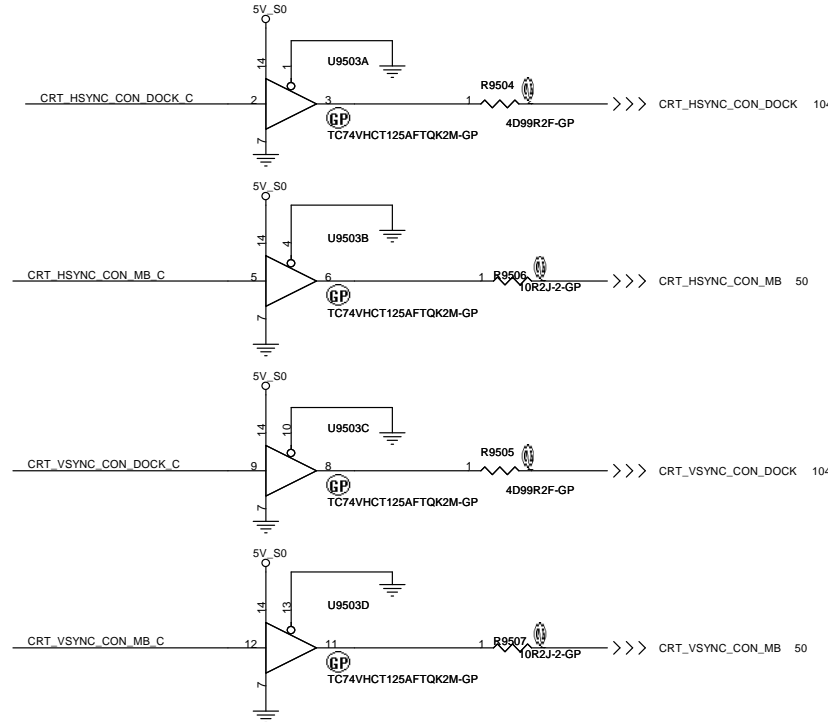 5V_S0
14
1
U9503A
R9504
CRT_HSYNC_CON_DOCK_C
2
3
1
CRT_HSYNC_CON_DOCK
104
GP
4D99R2F-GP
7
TC74VHCT125AFTQK2M-GP
5V_S0
14
4
U9503B
CRT_HSYNC_CON_MB_C
5
6
1
R9506
CRT_HSYNC_CON_MB
50
10R2J-2-GP
GP
7
TC74VHCT125AFTQK2M-GP
5V_S0
14
10
U9503C
R9505
CRT_VSYNC_CON_DOCK_C
9
8
1
CRT_VSYNC_CON_DOCK
104
GP
4D99R2F-GP
7
TC74VHCT125AFTQK2M-GP
5V_S0
14
13
U9503D
CRT_VSYNC_CON_MB_C
12
11
1
R9507
CRT_VSYNC_CON_MB
50
10R2J-2-GP
GP
7
TC74VHCT125AFTQK2M-GP